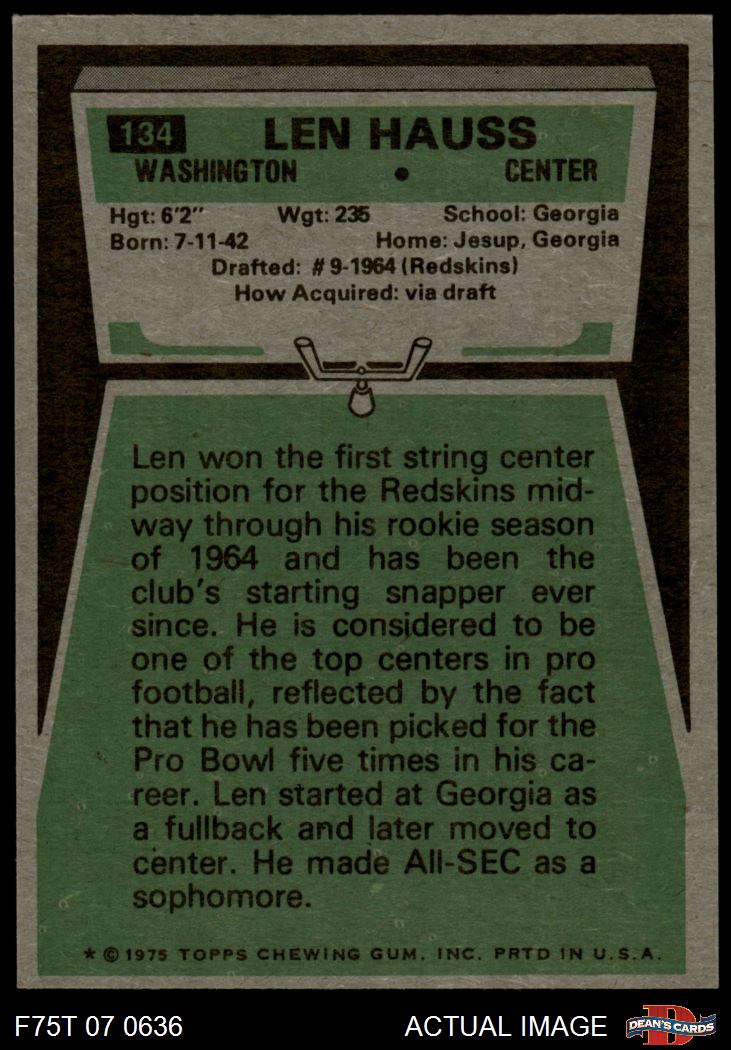 134 LEN HAUSS
WASHINGTON • CENTER
Hgt: 6'2" Wgt: 235 School: Georgia
Born: 7-11-42 Home: Jesup, Georgia
Drafted: #9-1964 (Redskins)
How Acquired: via draft
Len won the first string center
position for the Redskins mid-
way through his rookie season
of 1964 and has been the
club's starting snapper ever
since. He is considered to be
one of the top centers in pro
football, reflected by the fact
that he has been picked for the
Pro Bowl five times in his ca-
reer. Len started at Georgia as
a fullback and later moved to
center. He made All-SEC as a
sophomore.
* © 1975 TOPPS CHEWING GUM, INC. PRTD IN U.S.A.
F75T 07 0636 ACTUAL IMAGE D DEAN'S CARDS